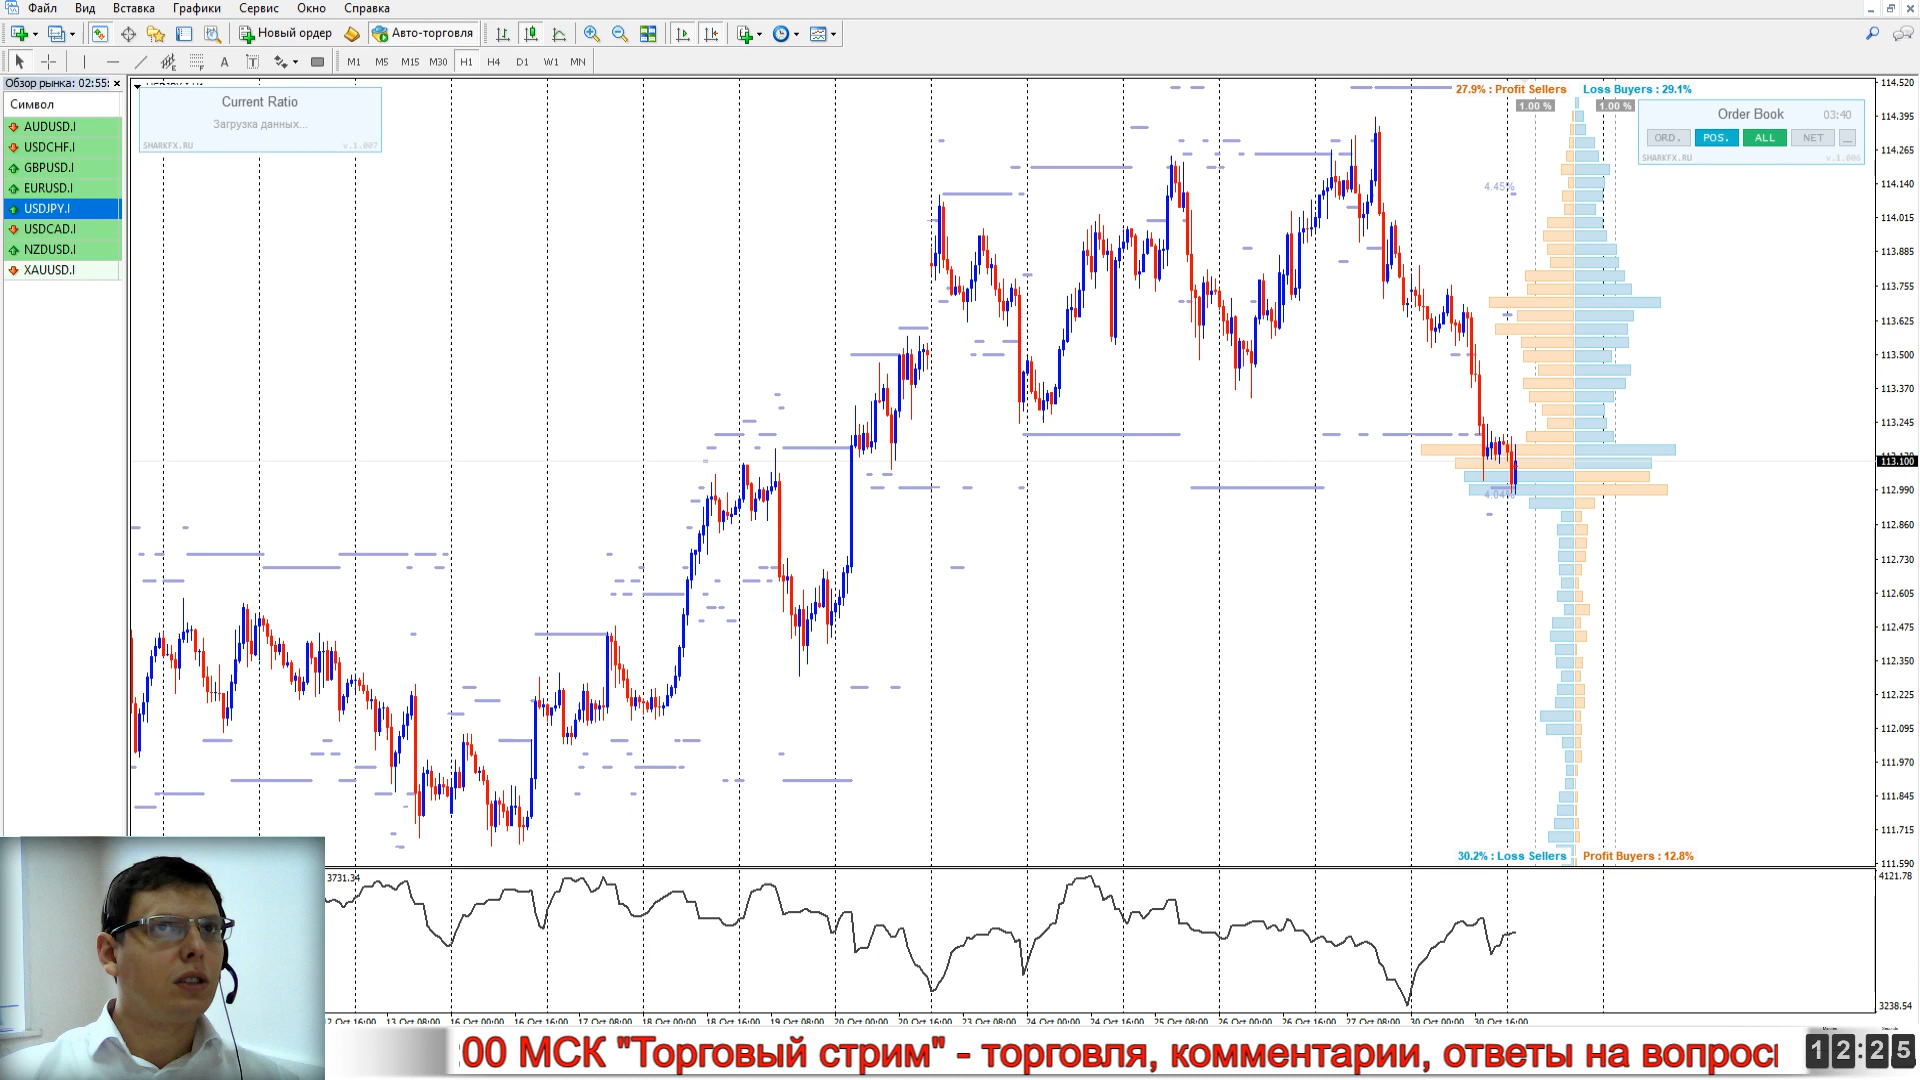 Файл Вид Вставка Графики Сервис Окно Справка
Новый ордер Авто-торговля
A T M1 M5 M15 M30 H1 H4 D1 W1 MN
Обзор рынка: 02:55:
Символ
AUDUSD.I
USDCHF.I
GBPUSD.I
EURUSD.I
USDJPY.I
USDCAD.I
NZDUSD.I
XAUUSD.I
Current Ratio
Загрузка данных...
SHARKFX.RU v.1.007
27.9% : Profit Sellers Loss Buyers : 29.1%
1.00 % 1.00 %
Order Book 03:40
ORD. POS. ALL NET ...
SHARKFX.RU v.1.006
4.45%
4.04%
30.2% : Loss Sellers Profit Buyers : 12.8%
114.520
114.395
114.265
114.140
114.015
113.885
113.755
113.625
113.500
113.370
113.245
113.100
112.990
112.860
112.730
112.605
112.475
112.350
112.225
112.095
111.970
111.845
111.715
111.590
3731.34
4121.78
3238.54
12 Oct 16:00 13 Oct 08:00 16 Oct 00:00 16 Oct 16:00 17 Oct 08:00 18 Oct 00:00 18 Oct 16:00 19 Oct 08:00 20 Oct 00:00 20 Oct 16:00 23 Oct 08:00 24 Oct 00:00 24 Oct 16:00 25 Oct 08:00 26 Oct 00:00 26 Oct 16:00 27 Oct 08:00 30 Oct 00:00 30 Oct 16:00
:00 МСК "Торговый стрим" - торговля, комментарии, ответы на вопрос
12:25